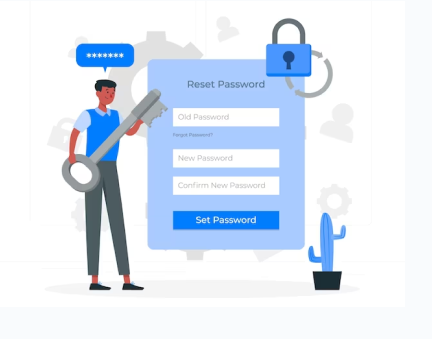 *******
Reset Password
Old Password
Forgot Password?
New Password
Confirm New Password
Set Password